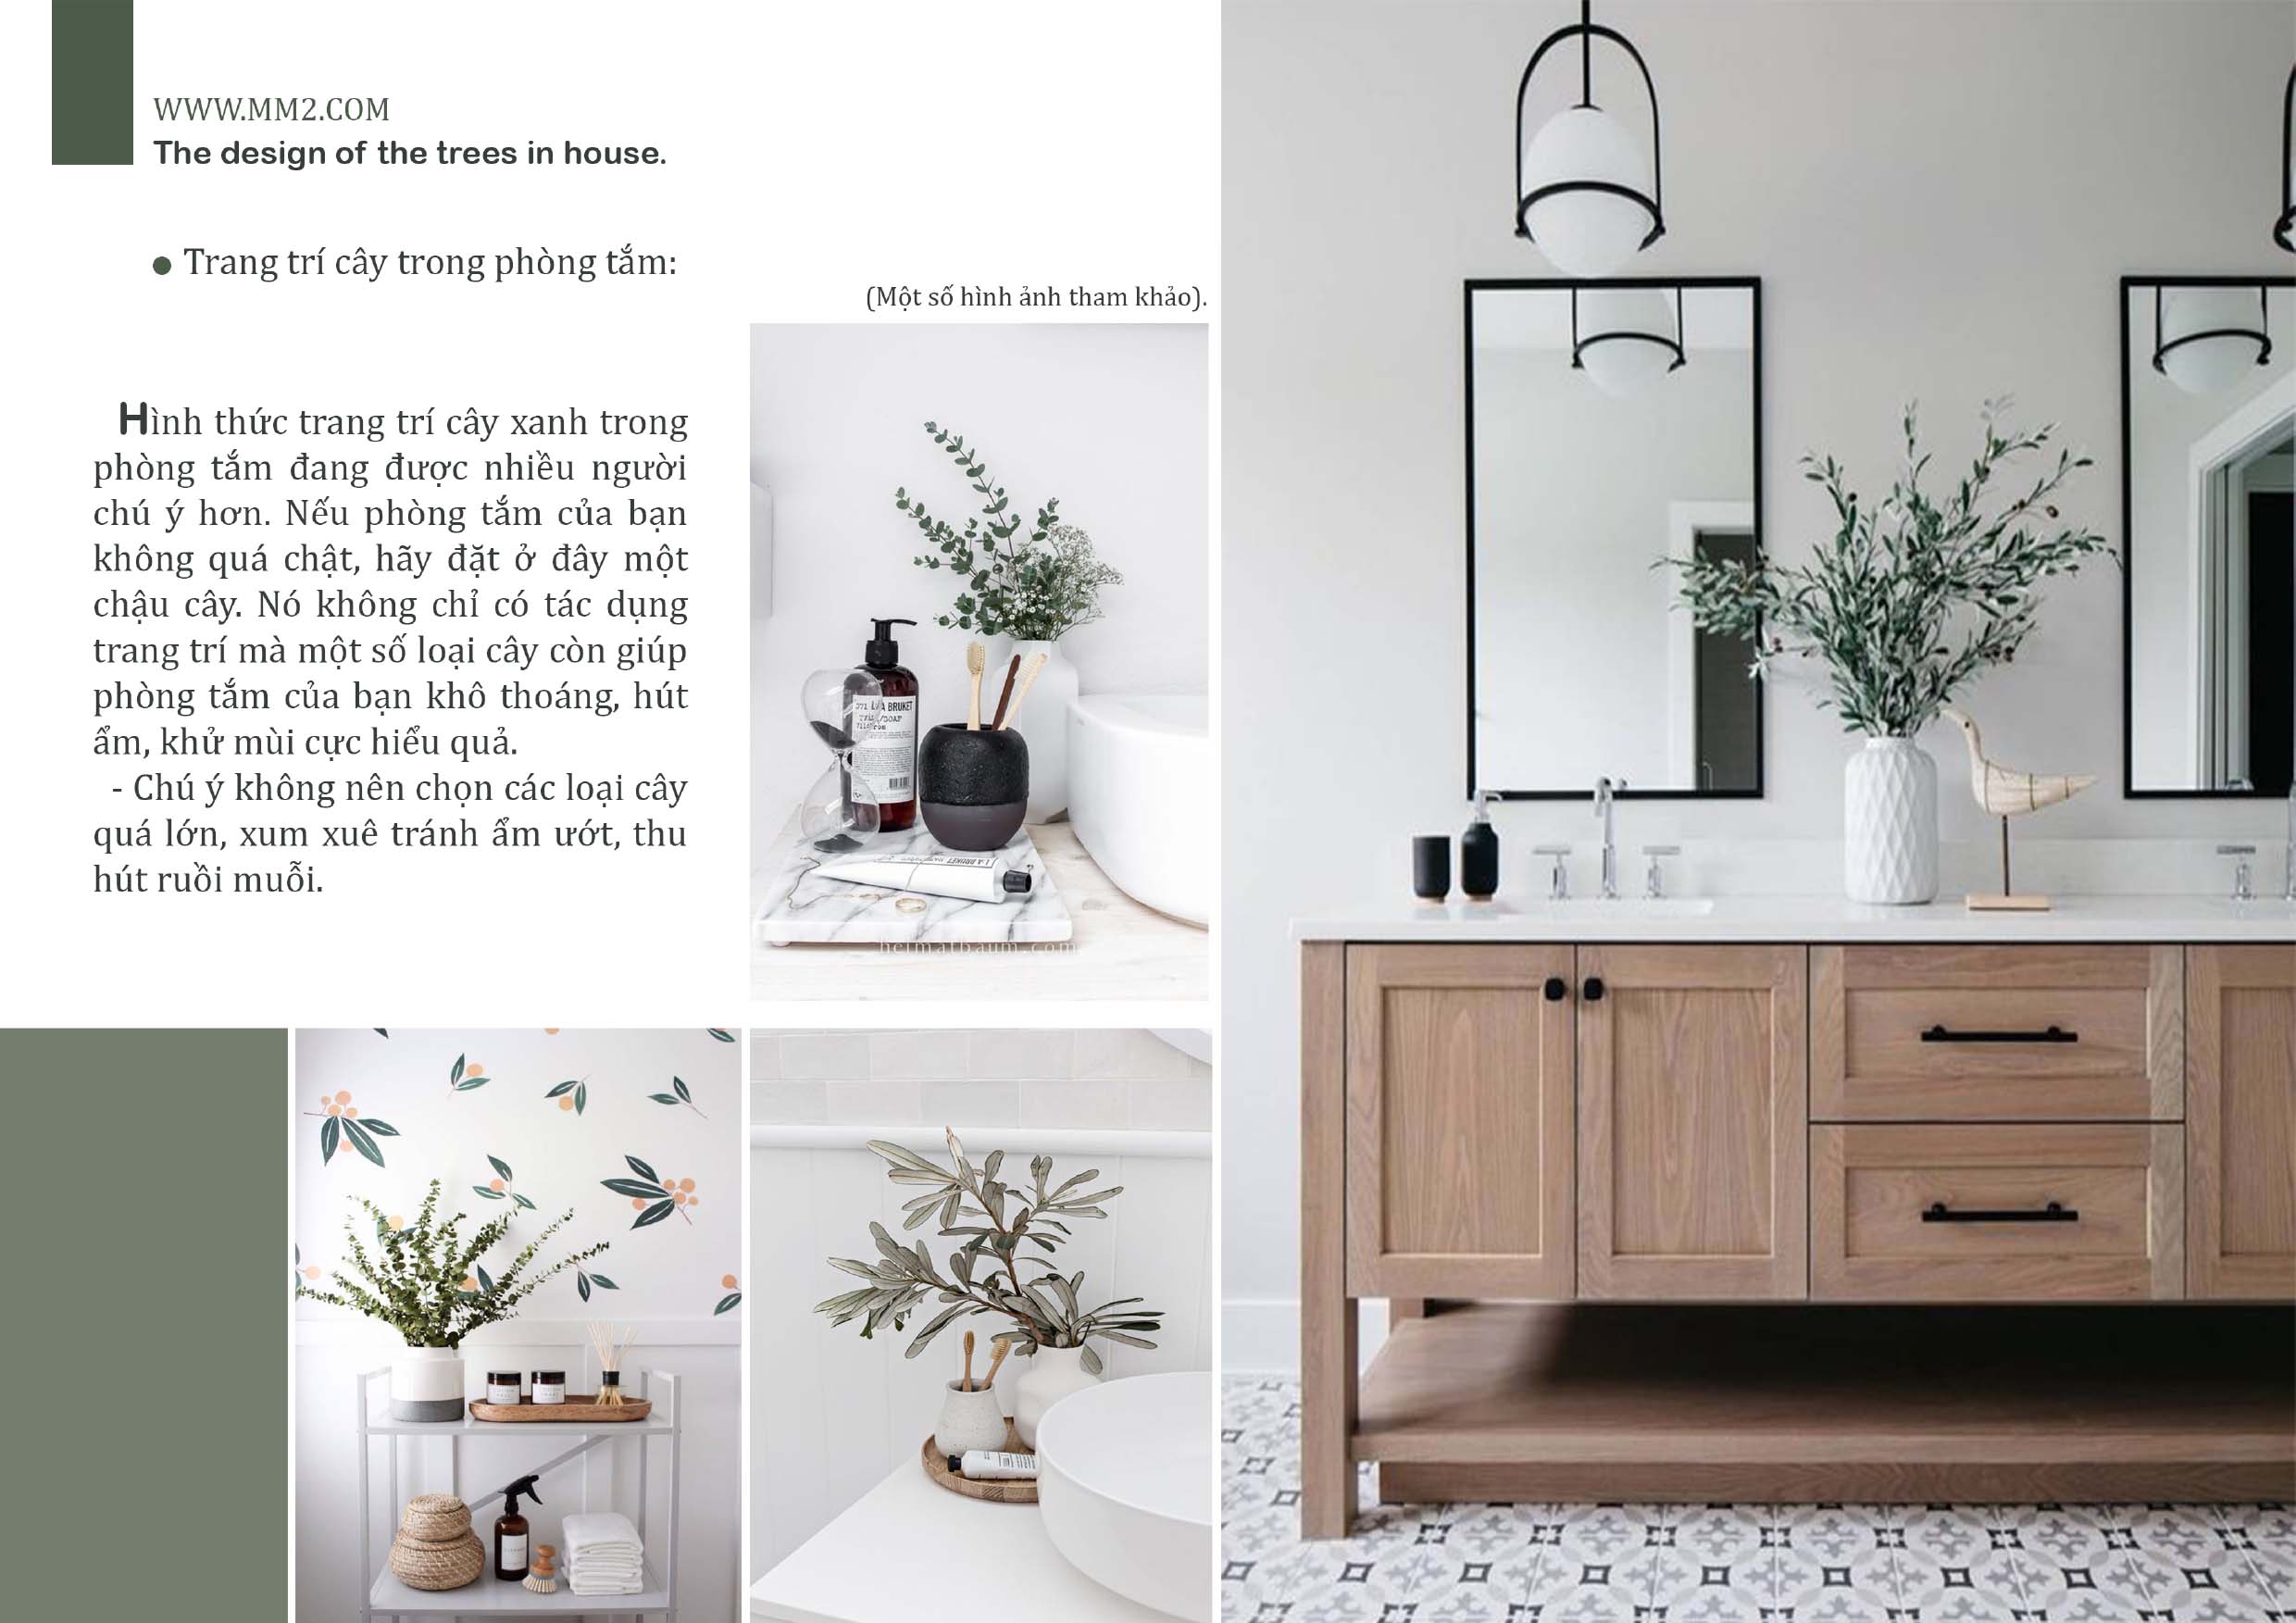 WWW.MM2.COM
The design of the trees in house.
● Trang trí cây trong phòng tắm:
(Một số hình ảnh tham khảo).
Hình thức trang trí cây xanh trong
phòng tắm đang được nhiều người
chú ý hơn. Nếu phòng tắm của bạn
không quá chật, hãy đặt ở đây một
chậu cây. Nó không chỉ có tác dụng
trang trí mà một số loại cây còn giúp
phòng tắm của bạn khô thoáng, hút
ẩm, khử mùi cực hiểu quả.
- Chú ý không nên chọn các loại cây
quá lớn, xum xuê tránh ẩm ướt, thu
hút ruồi muỗi.
BRUKET
heimatbaum.com